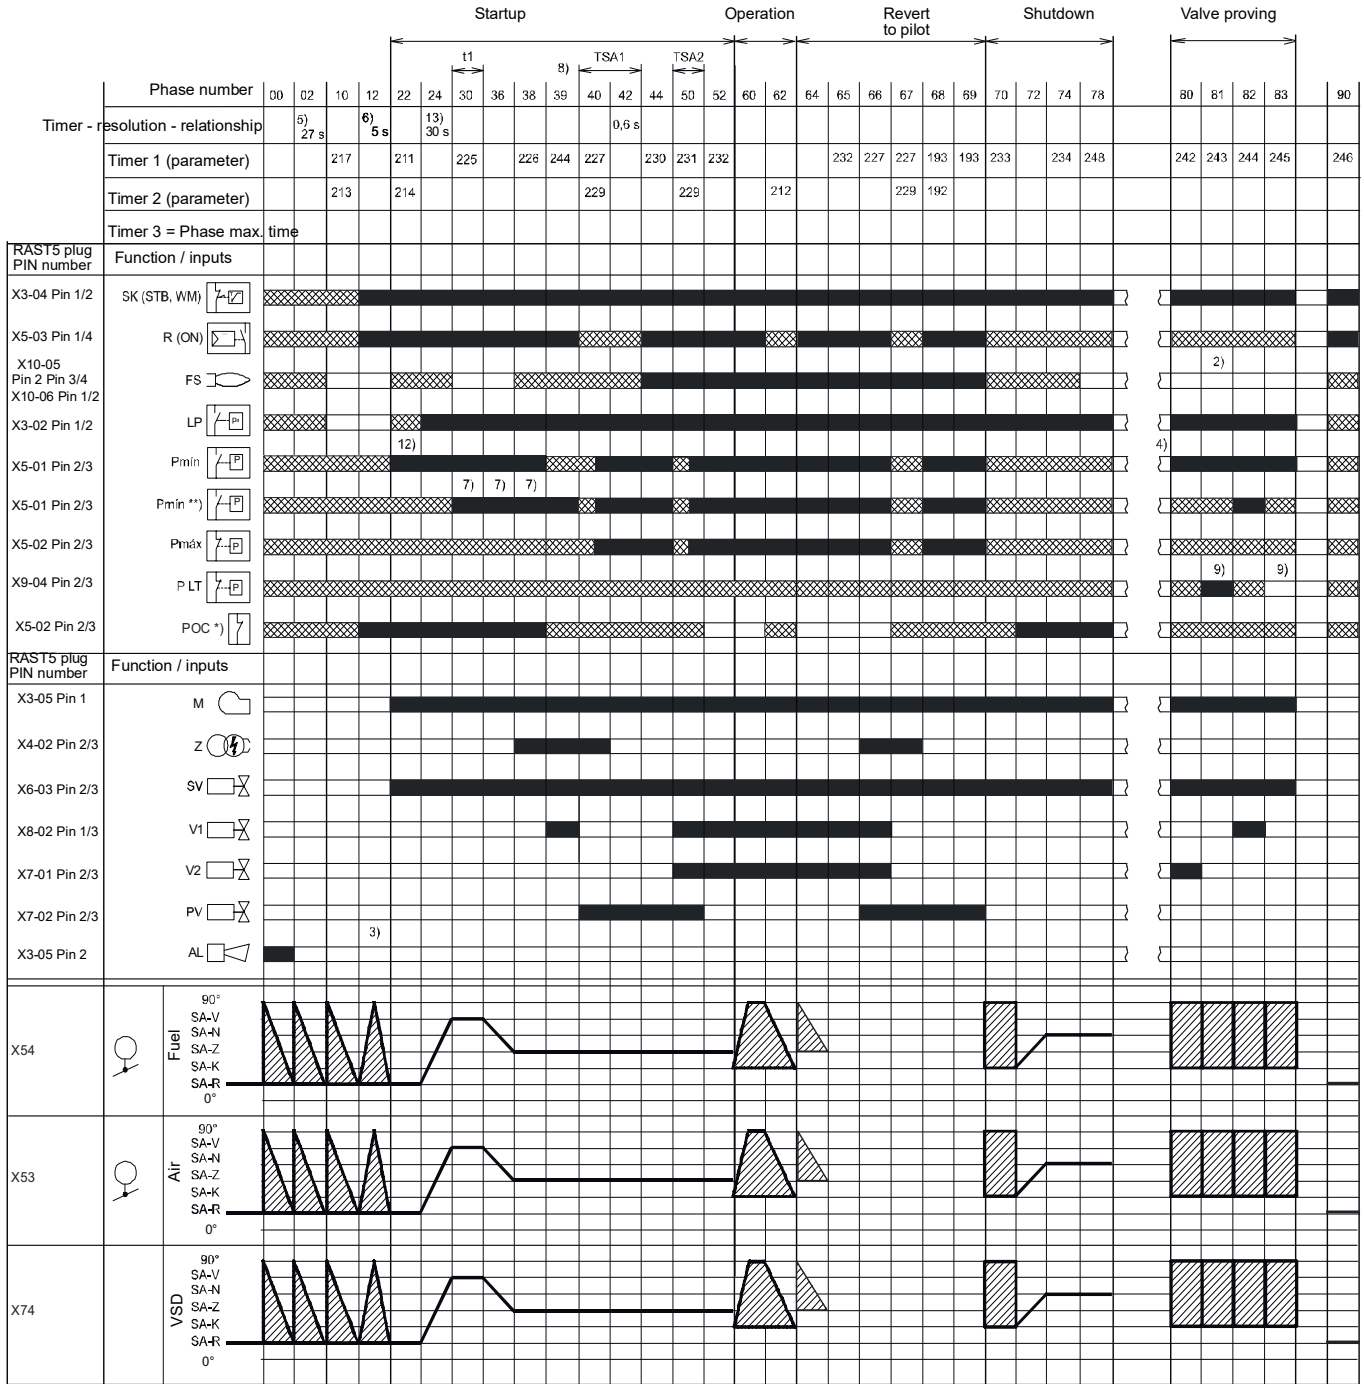 Startup Operation Revert Shutdown Valve proving
to pilot
t1 8) TSA1 TSA2
Phase number 00 02 10 12 22 24 30 36 38 39 40 42 44 50 52 60 62 64 65 66 67 68 69 70 72 74 78 80 81 82 83 90
Timer - resolution - relationship 5) 27 s 6) 5 s 13) 30 s 0,6 s
Timer 1 (parameter) 217 211 225 226 244 227 230 231 232 232 227 227 193 193 233 234 248 242 243 244 245 246
Timer 2 (parameter) 213 214 229 229 212 229 192
Timer 3 = Phase max. time
RAST5 plug
PIN number
Function / inputs
X3-04 Pin 1/2 SK (STB, WM)
X5-03 Pin 1/4 R (ON)
2)
X10-05
Pin 2 Pin 3/4 FS
X10-06 Pin 1/2
X3-02 Pin 1/2 LP P
12) 4)
X5-01 Pin 2/3 Pmín P
7) 7) 7)
X5-01 Pin 2/3 Pmín **) P
X5-02 Pin 2/3 Pmáx P
9) 9)
X9-04 Pin 2/3 P LT P
X5-02 Pin 2/3 POC *)
RAST5 plug
PIN number
Function / inputs
X3-05 Pin 1 M
X4-02 Pin 2/3 Z
X6-03 Pin 2/3 SV
X8-02 Pin 1/3 V1
X7-01 Pin 2/3 V2
X7-02 Pin 2/3 PV
3)
X3-05 Pin 2 AL
X54
Fuel
90°
SA-V
SA-N
SA-Z
SA-K
SA-R
0°
X53
Air
90°
SA-V
SA-N
SA-Z
SA-K
SA-R
0°
X74
VSD
90°
SA-V
SA-N
SA-Z
SA-K
SA-R
0°